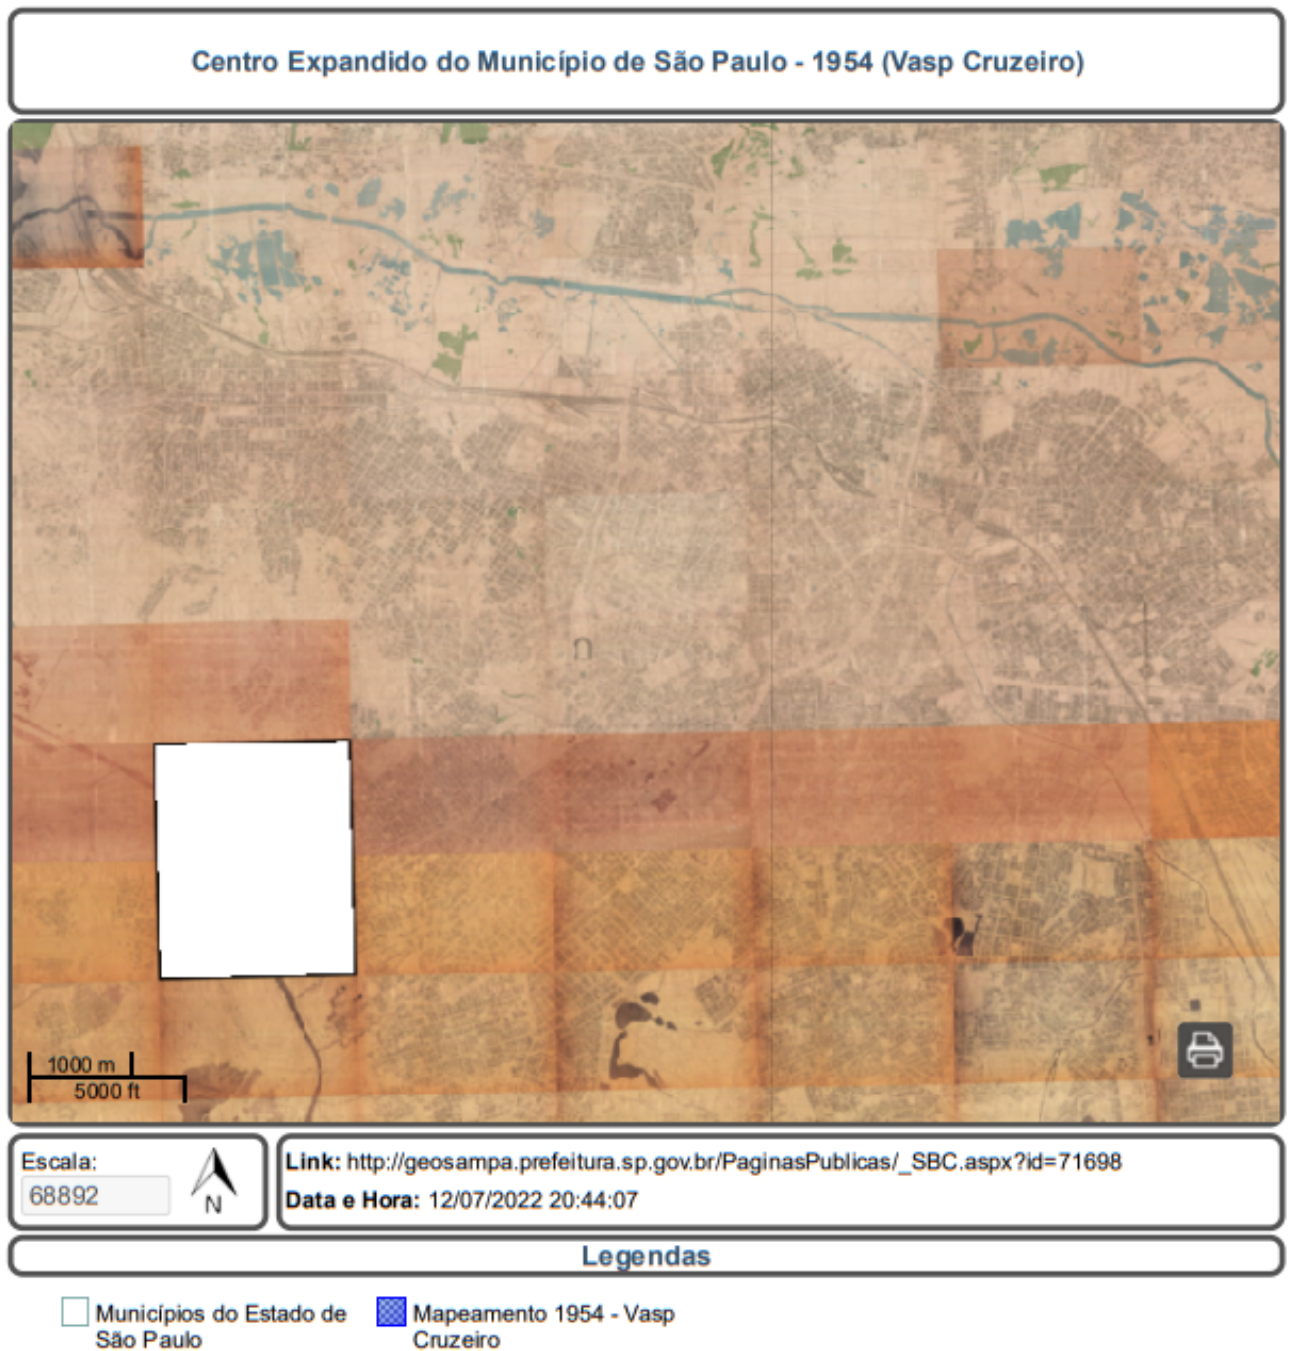 Centro Expandido do Município de São Paulo - 1954 (Vasp Cruzeiro)
1000 m
5000 ft
Escala:
68892
N
Link: http://geosampa.prefeitura.sp.gov.br/PaginasPublicas/_SBC.aspx?id=71698
Data e Hora: 12/07/2022 20:44:07
Legendas
Municípios do Estado de
São Paulo
Mapeamento 1954 - Vasp
Cruzeiro